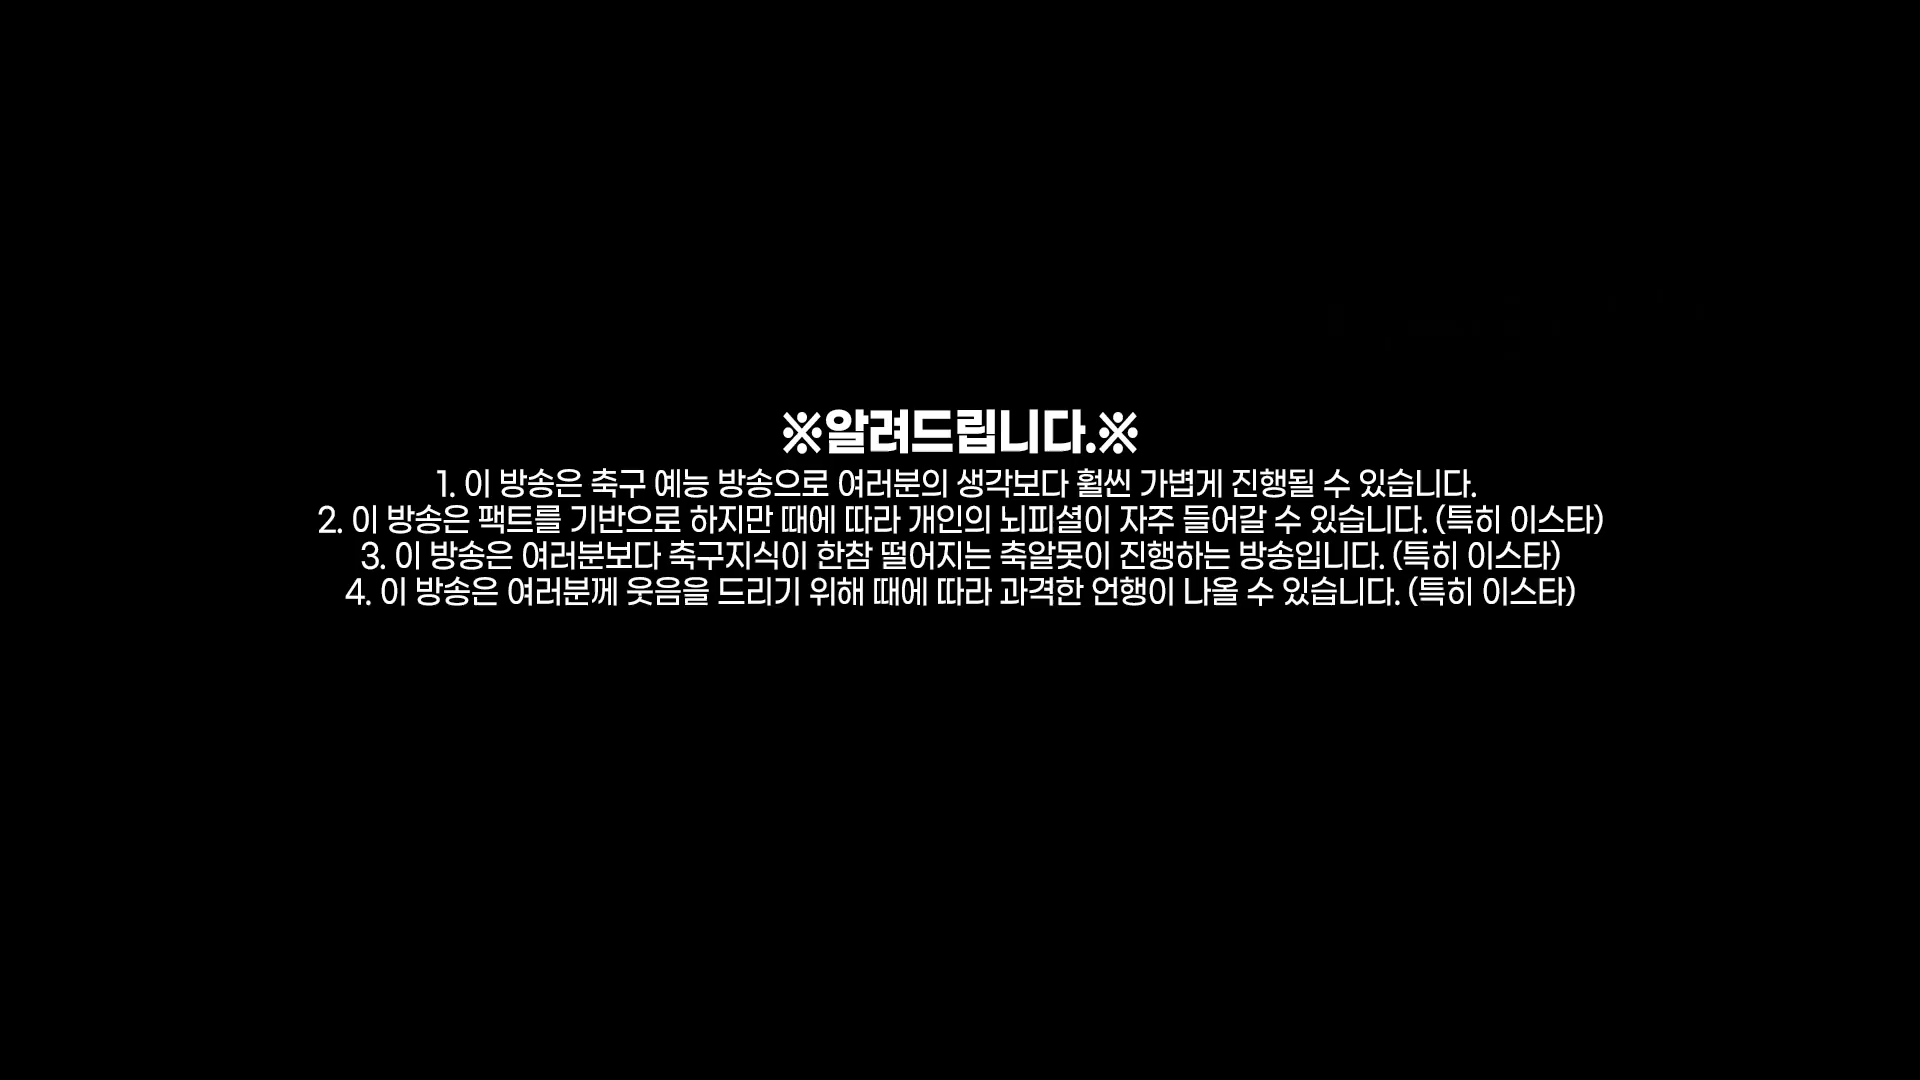 ※알려드립니다.※
1. 이 방송은 축구 예능 방송으로 여러분의 생각보다 훨씬 가볍게 진행될 수 있습니다.
2. 이 방송은 팩트를 기반으로 하지만 때에 따라 개인의 뇌피셜이 자주 들어갈 수 있습니다. (특히 이스타)
3. 이 방송은 여러분보다 축구지식이 한참 떨어지는 축알못이 진행하는 방송입니다. (특히 이스타)
4. 이 방송은 여러분께 웃음을 드리기 위해 때에 따라 과격한 언행이 나올 수 있습니다. (특히 이스타)